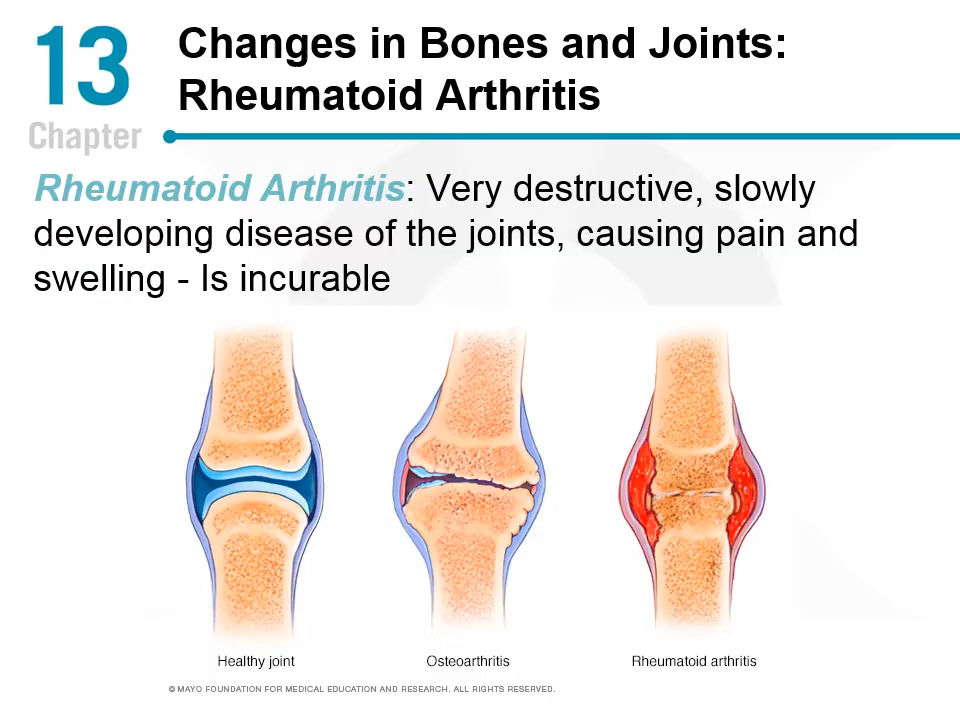 13
Chapter
Changes in Bones and Joints:
Rheumatoid Arthritis
Rheumatoid Arthritis: Very destructive, slowly
developing disease of the joints, causing pain and
swelling - Is incurable
Healthy joint
Osteoarthritis
Rheumatoid arthritis
© MAYO FOUNDATION FOR MEDICAL EDUCATION AND RESEARCH. ALL RIGHTS RESERVED.